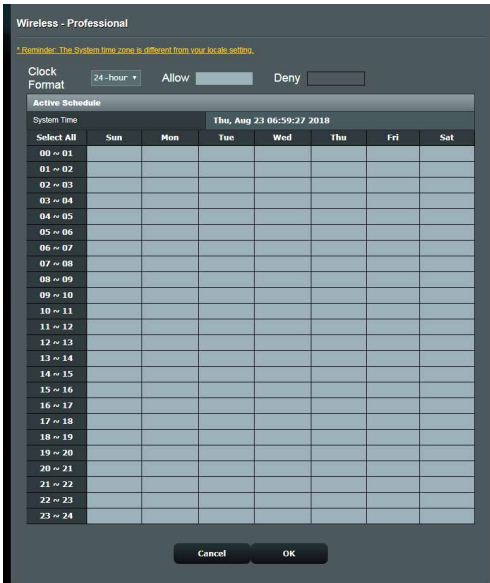 Wireless - Professional
* Reminder: The System time zone is different from your locale setting.
Clock Format 24-hour Allow Deny
Active Schedule
System Time Thu, Aug 23 06:59:27 2018
Select All Sun Mon Tue Wed Thu Fri Sat
00 ~ 01
01 ~ 02
02 ~ 03
03 ~ 04
04 ~ 05
05 ~ 06
06 ~ 07
07 ~ 08
08 ~ 09
09 ~ 10
10 ~ 11
11 ~ 12
12 ~ 13
13 ~ 14
14 ~ 15
15 ~ 16
16 ~ 17
17 ~ 18
18 ~ 19
19 ~ 20
20 ~ 21
21 ~ 22
22 ~ 23
23 ~ 24
Cancel OK